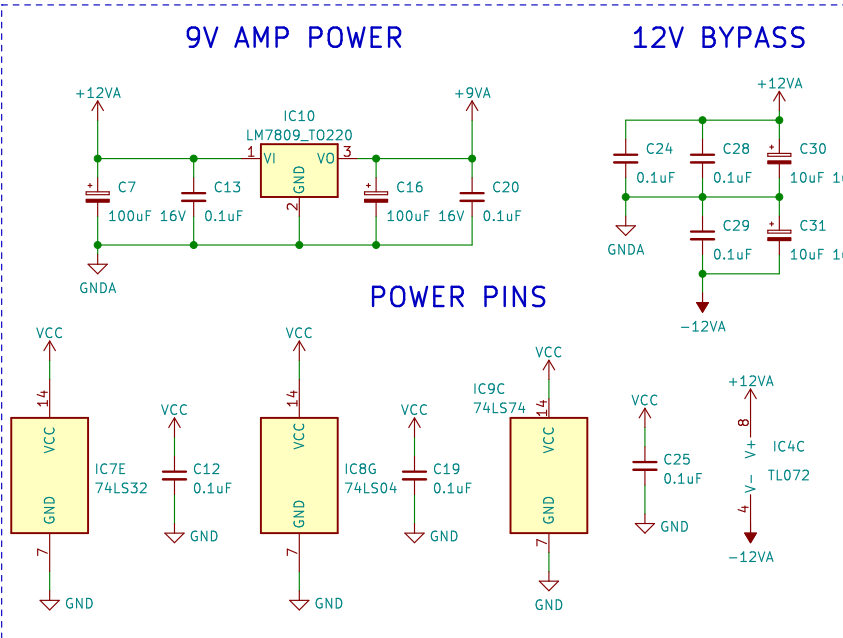 9V AMP POWER
12V BYPASS
+12VA
+9VA
+12VA
IC10
LM7809_TO220
1 VI VO 3
GND
2
+ C7
100uF 16V
C13
0.1uF
+ C16
100uF 16V
C20
0.1uF
GNDA
C24
0.1uF
C28
0.1uF
+ C30
10uF
C29
0.1uF
+ C31
10uF
GNDA
-12VA
POWER PINS
VCC
14
VCC
GND
7
IC7E
74LS32
GND
VCC
C12
0.1uF
GND
VCC
14
VCC
GND
7
IC8G
74LS04
GND
VCC
C19
0.1uF
GND
VCC
IC9C
74LS74
14
VCC
GND
7
GND
VCC
C25
0.1uF
GND
+12VA
8
V+
IC4C
TL072
V-
4
-12VA